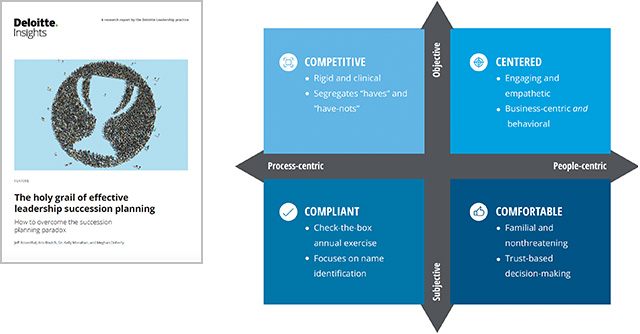 Deloitte.
Insights
A research report by the Deloitte Leadership practice
FEATURE
The holy grail of effective
leadership succession planning
How to overcome the succession
planning paradox
Jeff Rosenthal, Kris Routch, Dr. Kelly Monahan, and Meghan Doherty
Objective
COMPETITIVE
• Rigid and clinical
• Segregates “haves” and
“have-nots”
CENTERED
• Engaging and
empathetic
• Business-centric and
behavioral
Process-centric
People-centric
COMPLIANT
• Check-the-box
annual exercise
• Focuses on name
identification
COMFORTABLE
• Familial and
nonthreatening
• Trust-based
decision-making
Subjective